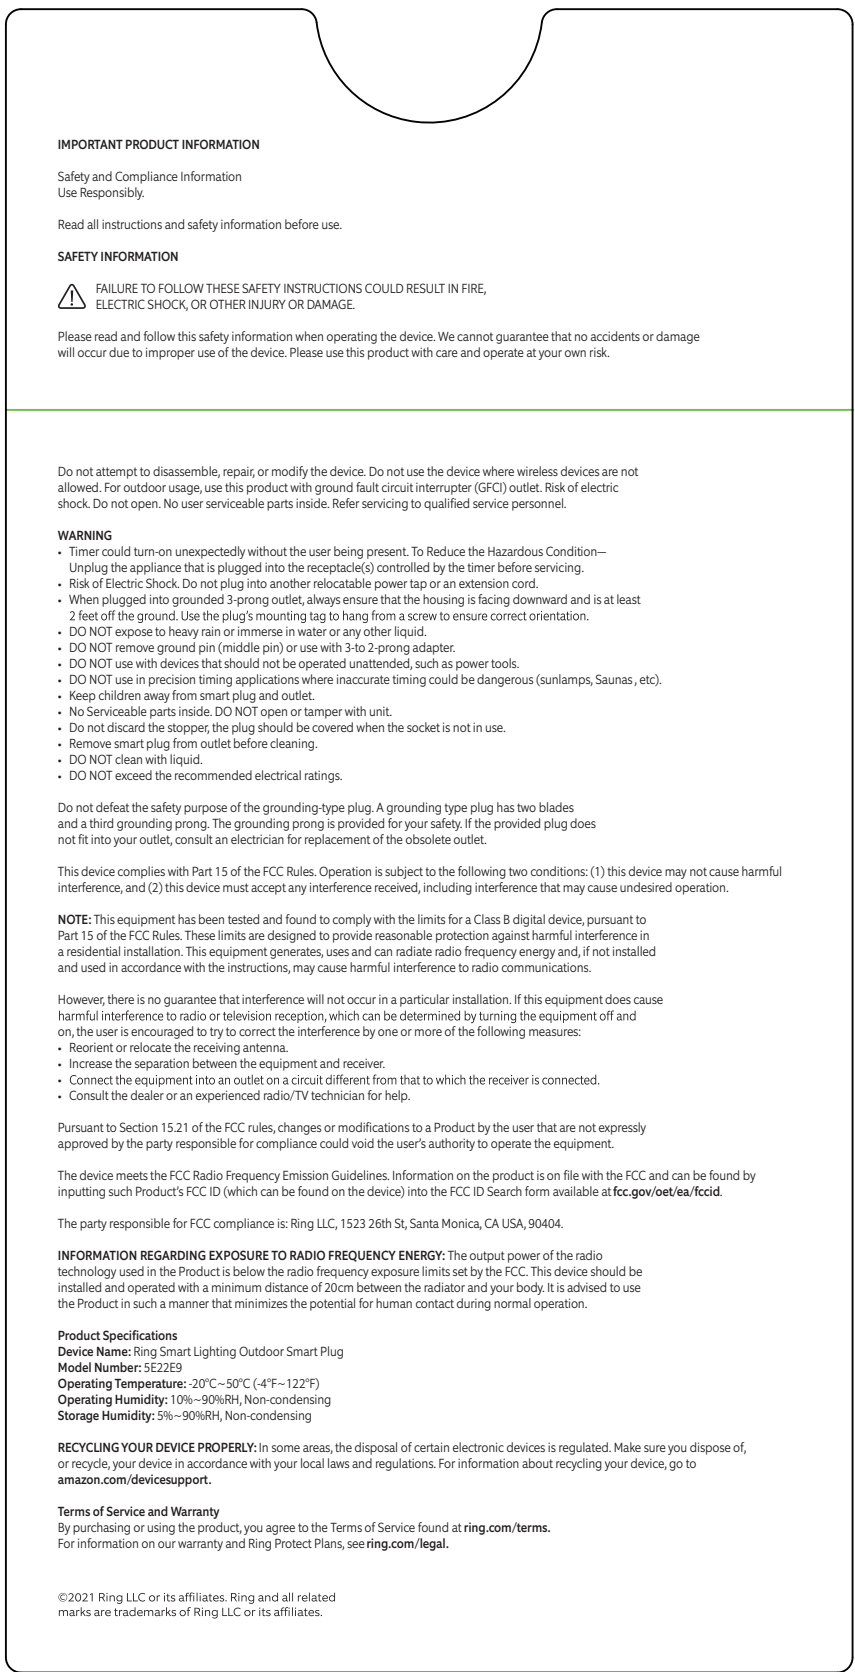 IMPORTANT PRODUCT INFORMATION
Safety and Compliance Information
Use Responsibly.
Read all instructions and safety information before use.
SAFETY INFORMATION
FAILURE TO FOLLOW THESE SAFETY INSTRUCTIONS COULD RESULT IN FIRE,
ELECTRIC SHOCK, OR OTHER INJURY OR DAMAGE.
Please read and follow this safety information when operating the device. We cannot guarantee that no accidents or damage
will occur due to improper use of the device. Please use this product with care and operate at your own risk.
Do not attempt to disassemble, repair, or modify the device. Do not use the device where wireless devices are not
allowed. For outdoor usage, use this product with ground fault circuit interrupter (GFCI) outlet. Risk of electric
shock. Do not open. No user serviceable parts inside. Refer servicing to qualified service personnel.
WARNING
• Timer could turn-on unexpectedly without the user being present. To Reduce the Hazardous Condition—
Unplug the appliance that is plugged into the receptacle(s) controlled by the timer before servicing.
• Risk of Electric Shock. Do not plug into another relocatable power tap or an extension cord.
• When plugged into grounded 3-prong outlet, always ensure that the housing is facing downward and is at least
2 feet off the ground. Use the plug's mounting tag to hang from a screw to ensure correct orientation.
• DO NOT expose to heavy rain or immerse in water or any other liquid.
• DO NOT remove ground pin (middle pin) or use with 3-to 2-prong adapter.
• DO NOT use with devices that should not be operated unattended, such as power tools.
• DO NOT use in precision timing applications where inaccurate timing could be dangerous (sunlamps, Saunas , etc).
• Keep children away from smart plug and outlet.
• No Serviceable parts inside. DO NOT open or tamper with unit.
• Do not discard the stopper, the plug should be covered when the socket is not in use.
• Remove smart plug from outlet before cleaning.
• DO NOT clean with liquid.
• DO NOT exceed the recommended electrical ratings.
Do not defeat the safety purpose of the grounding-type plug. A grounding type plug has two blades
and a third grounding prong. The grounding prong is provided for your safety. If the provided plug does
not fit into your outlet, consult an electrician for replacement of the obsolete outlet.
This device complies with Part 15 of the FCC Rules. Operation is subject to the following two conditions: (1) this device may not cause harmful
interference, and (2) this device must accept any interference received, including interference that may cause undesired operation.
NOTE: This equipment has been tested and found to comply with the limits for a Class B digital device, pursuant to
Part 15 of the FCC Rules. These limits are designed to provide reasonable protection against harmful interference in
a residential installation. This equipment generates, uses and can radiate radio frequency energy and, if not installed
and used in accordance with the instructions, may cause harmful interference to radio communications.
However, there is no guarantee that interference will not occur in a particular installation. If this equipment does cause
harmful interference to radio or television reception, which can be determined by turning the equipment off and
on, the user is encouraged to try to correct the interference by one or more of the following measures:
• Reorient or relocate the receiving antenna.
• Increase the separation between the equipment and receiver.
• Connect the equipment into an outlet on a circuit different from that to which the receiver is connected.
• Consult the dealer or an experienced radio/TV technician for help.
Pursuant to Section 15.21 of the FCC rules, changes or modifications to a Product by the user that are not expressly
approved by the party responsible for compliance could void the user's authority to operate the equipment.
The device meets the FCC Radio Frequency Emission Guidelines. Information on the product is on file with the FCC and can be found by
inputting such Product's FCC ID (which can be found on the device) into the FCC ID Search form available at fcc.gov/oet/ea/fccid.
The party responsible for FCC compliance is: Ring LLC, 1523 26th St, Santa Monica, CA USA, 90404.
INFORMATION REGARDING EXPOSURE TO RADIO FREQUENCY ENERGY: The output power of the radio
technology used in the Product is below the radio frequency exposure limits set by the FCC. This device should be
installed and operated with a minimum distance of 20cm between the radiator and your body. It is advised to use
the Product in such a manner that minimizes the potential for human contact during normal operation.
Product Specifications
Device Name: Ring Smart Lighting Outdoor Smart Plug
Model Number: 5E22E9
Operating Temperature: -20°C~50°C (-4°F~122°F)
Operating Humidity: 10%~90%RH, Non-condensing
Storage Humidity: 5%~90%RH, Non-condensing
RECYCLING YOUR DEVICE PROPERLY: In some areas, the disposal of certain electronic devices is regulated. Make sure you dispose of,
or recycle, your device in accordance with your local laws and regulations. For information about recycling your device, go to
amazon.com/devicesupport.
Terms of Service and Warranty
By purchasing or using the product, you agree to the Terms of Service found at ring.com/terms.
For information on our warranty and Ring Protect Plans, see ring.com/legal.
©2021 Ring LLC or its affiliates. Ring and all related
marks are trademarks of Ring LLC or its affiliates.